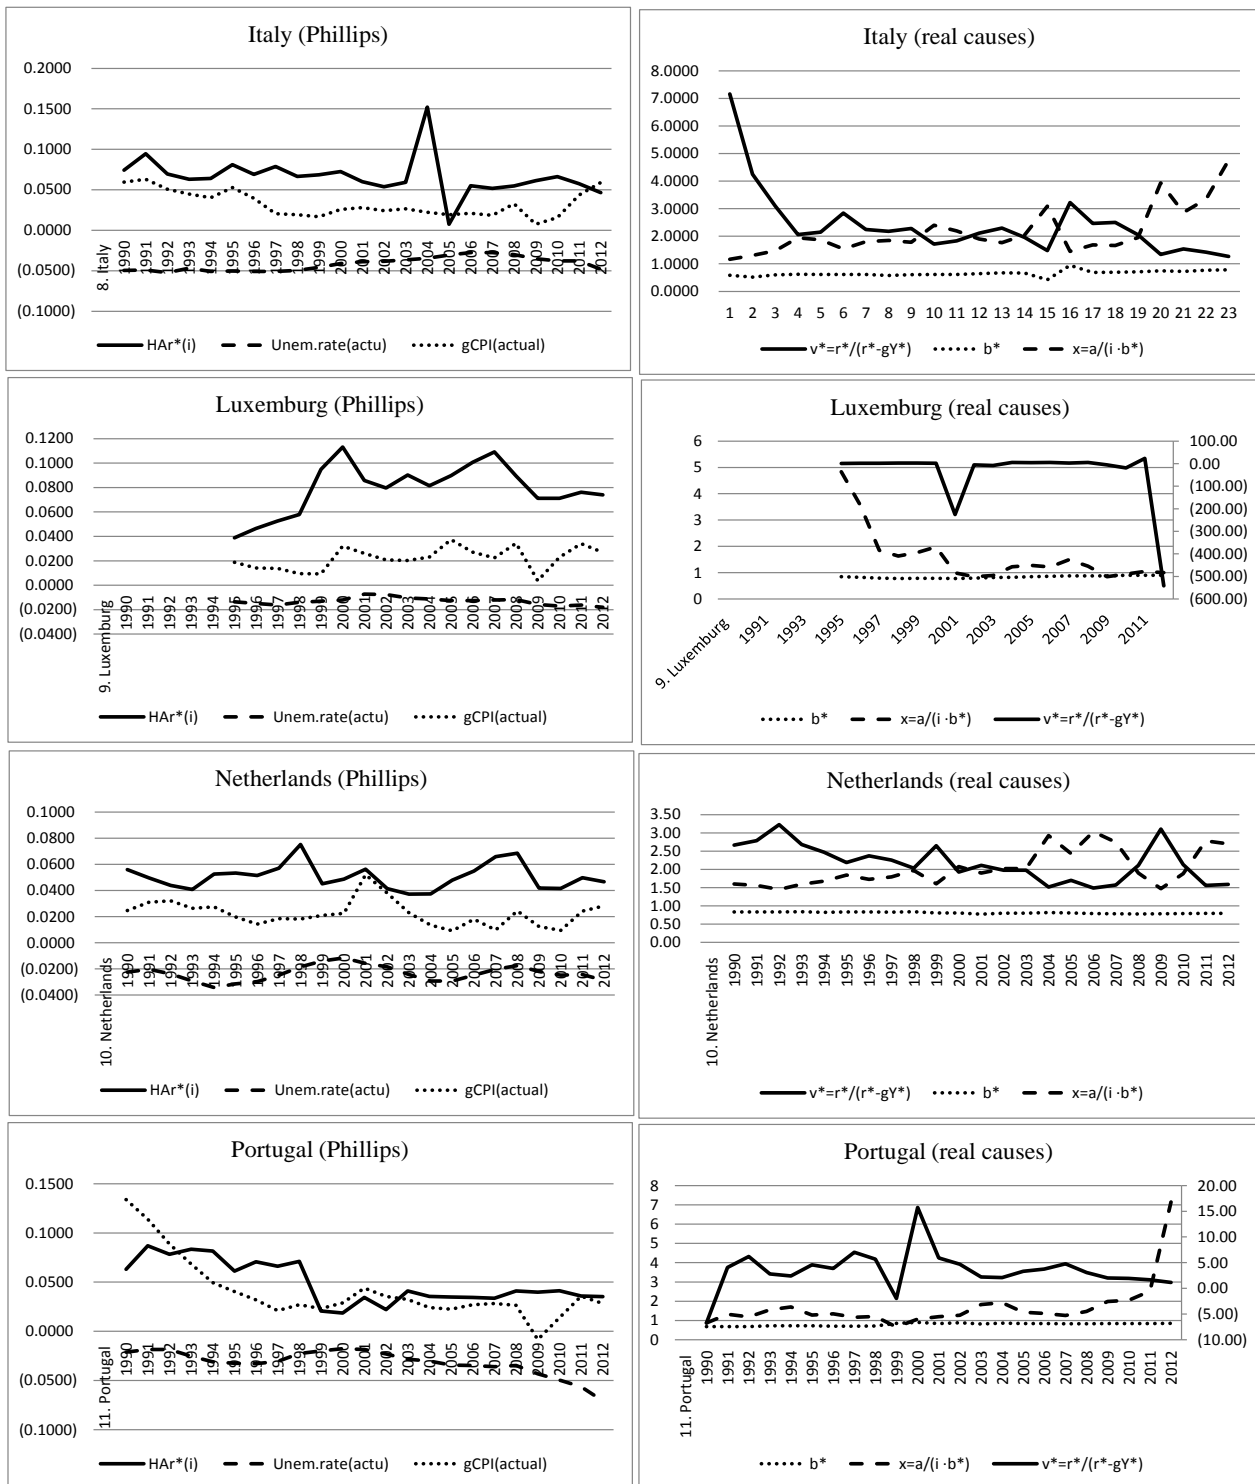 Italy (Phillips)
0.2000
0.1500
0.1000
0.0500
0.0000
(0.0500)
(0.1000)
8. Italy 1990 1991 1992 1993 1994 1995 1996 1997 1998 1999 2000 2001 2002 2003 2004 2005 2006 2007 2008 2009 2010 2011 2012
HAr*(i) Unem.rate(actu) gCPI(actual)
Italy (real causes)
8.0000
7.0000
6.0000
5.0000
4.0000
3.0000
2.0000
1.0000
0.0000
1 2 3 4 5 6 7 8 9 10 11 12 13 14 15 16 17 18 19 20 21 22 23
v*=r*/(r*-gY*) b* x=a/(i ·b*)
Luxemburg (Phillips)
0.1200
0.1000
0.0800
0.0600
0.0400
0.0200
0.0000
(0.0200)
(0.0400)
9. Luxemburg 1990 1991 1992 1993 1994 1995 1996 1997 1998 1999 2000 2001 2002 2003 2004 2005 2006 2007 2008 2009 2010 2011 2012
HAr*(i) Unem.rate(actu) gCPI(actual)
Luxemburg (real causes)
6 100.00
5 0.00
4 (100.00)
3 (200.00)
2 (300.00)
1 (400.00)
0 (500.00)
(600.00)
9. Luxemburg 1991 1993 1995 1997 1999 2001 2003 2005 2007 2009 2011
b* x=a/(i ·b*) v*=r*/(r*-gY*)
Netherlands (Phillips)
0.1000
0.0800
0.0600
0.0400
0.0200
0.0000
(0.0200)
(0.0400)
10. Netherlands 1990 1991 1992 1993 1994 1995 1996 1997 1998 1999 2000 2001 2002 2003 2004 2005 2006 2007 2008 2009 2010 2011 2012
HAr*(i) Unem.rate(actu) gCPI(actual)
Netherlands (real causes)
3.50
3.00
2.50
2.00
1.50
1.00
0.50
0.00
10. Netherlands 1990 1991 1992 1993 1994 1995 1996 1997 1998 1999 2000 2001 2002 2003 2004 2005 2006 2007 2008 2009 2010 2011 2012
v*=r*/(r*-gY*) b* x=a/(i ·b*)
Portugal (Phillips)
0.1500
0.1000
0.0500
0.0000
(0.0500)
(0.1000)
11. Portugal 1990 1991 1992 1993 1994 1995 1996 1997 1998 1999 2000 2001 2002 2003 2004 2005 2006 2007 2008 2009 2010 2011 2012
HAr*(i) Unem.rate(actu) gCPI(actual)
Portugal (real causes)
8 20.00
7 15.00
6 10.00
5 5.00
4 0.00
3 (5.00)
2 (10.00)
1
0
11. Portugal 1990 1991 1992 1993 1994 1995 1996 1997 1998 1999 2000 2001 2002 2003 2004 2005 2006 2007 2008 2009 2010 2011 2012
b* x=a/(i ·b*) v*=r*/(r*-gY*)